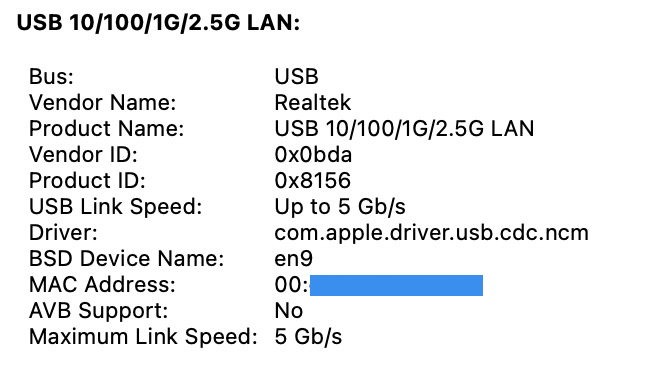 USB 10/100/1G/2.5G LAN:
Bus: USB
Vendor Name: Realtek
Product Name: USB 10/100/1G/2.5G LAN
Vendor ID: 0x0bda
Product ID: 0x8156
USB Link Speed: Up to 5 Gb/s
Driver: com.apple.driver.usb.cdc.ncm
BSD Device Name: en9
MAC Address: 00:
AVB Support: No
Maximum Link Speed: 5 Gb/s